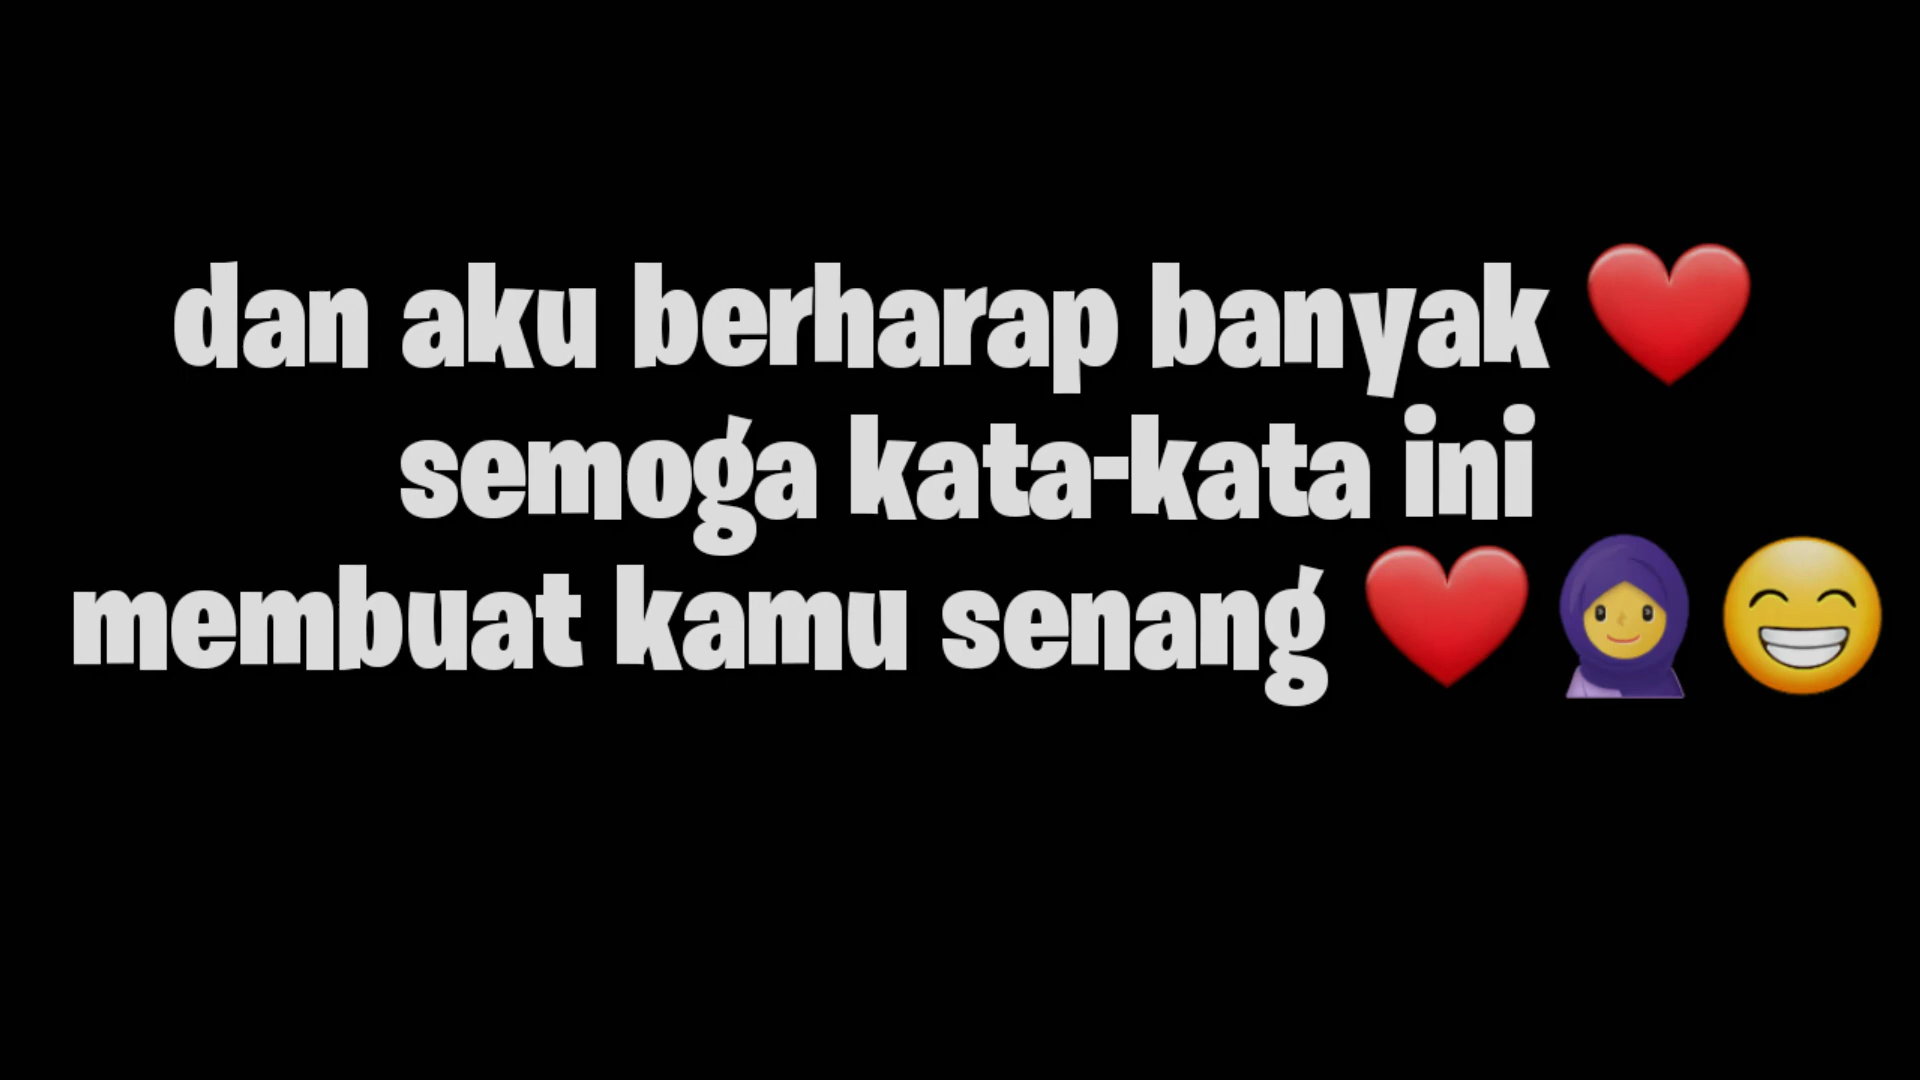 dan aku berharap banyak ❤️
semoga kata-kata ini
membuat kamu senang ❤️🧕😁